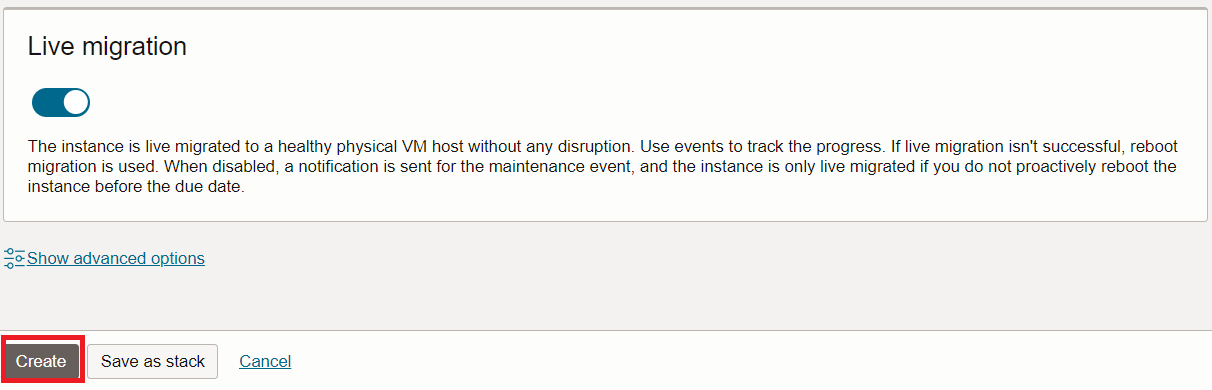 Live migration
The instance is live migrated to a healthy physical VM host without any disruption. Use events to track the progress. If live migration isn't successful, reboot
migration is used. When disabled, a notification is sent for the maintenance event, and the instance is only live migrated if you do not proactively reboot the
instance before the due date.
Show advanced options
Create Save as stack Cancel